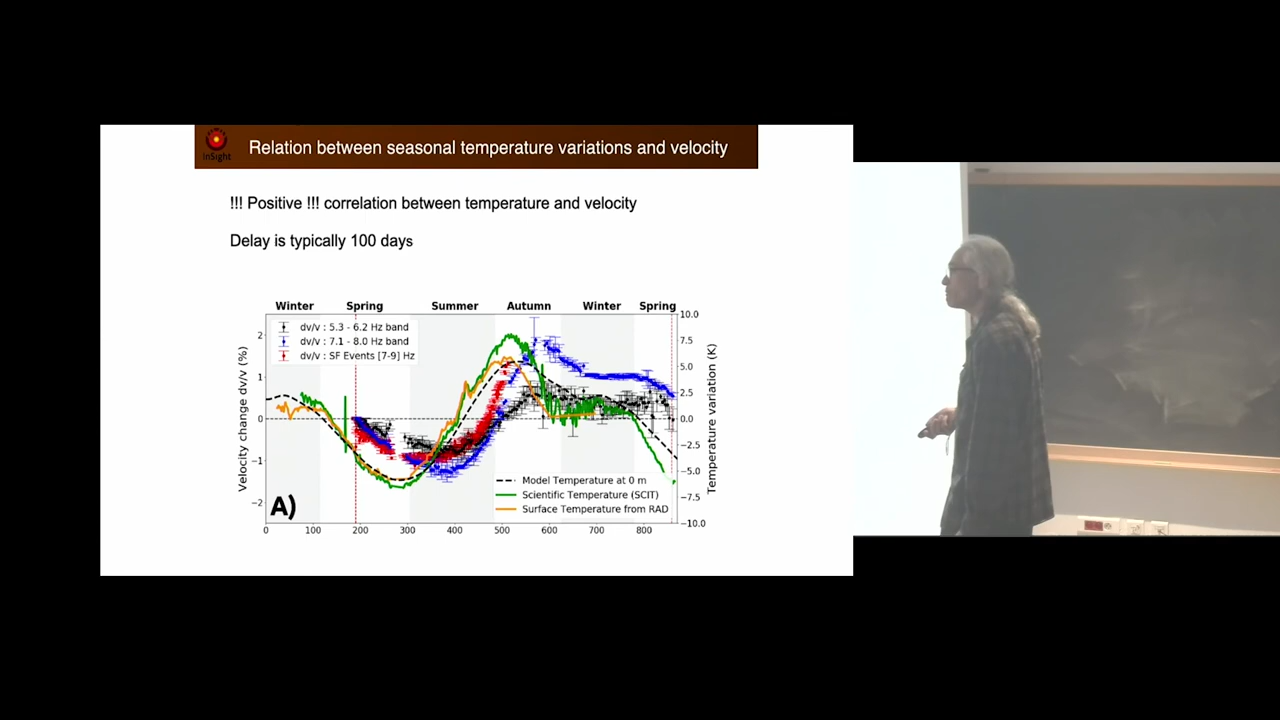 InSight
Relation between seasonal temperature variations and velocity
!!! Positive !!! correlation between temperature and velocity
Delay is typically 100 days
Winter Spring Summer Autumn Winter Spring
dv/v : 5.3 - 6.2 Hz band
dv/v : 7.1 - 8.0 Hz band
dv/v : SF Events [7-9] Hz
Velocity change dv/v (%)
2
1
0
−1
−2
10.0
7.5
5.0
2.5
0.0
−2.5
−5.0
−7.5
−10.0
Temperature variation (K)
Model Temperature at 0 m
Scientific Temperature (SCIT)
Surface Temperature from RAD
A)
0 100 200 300 400 500 600 700 800